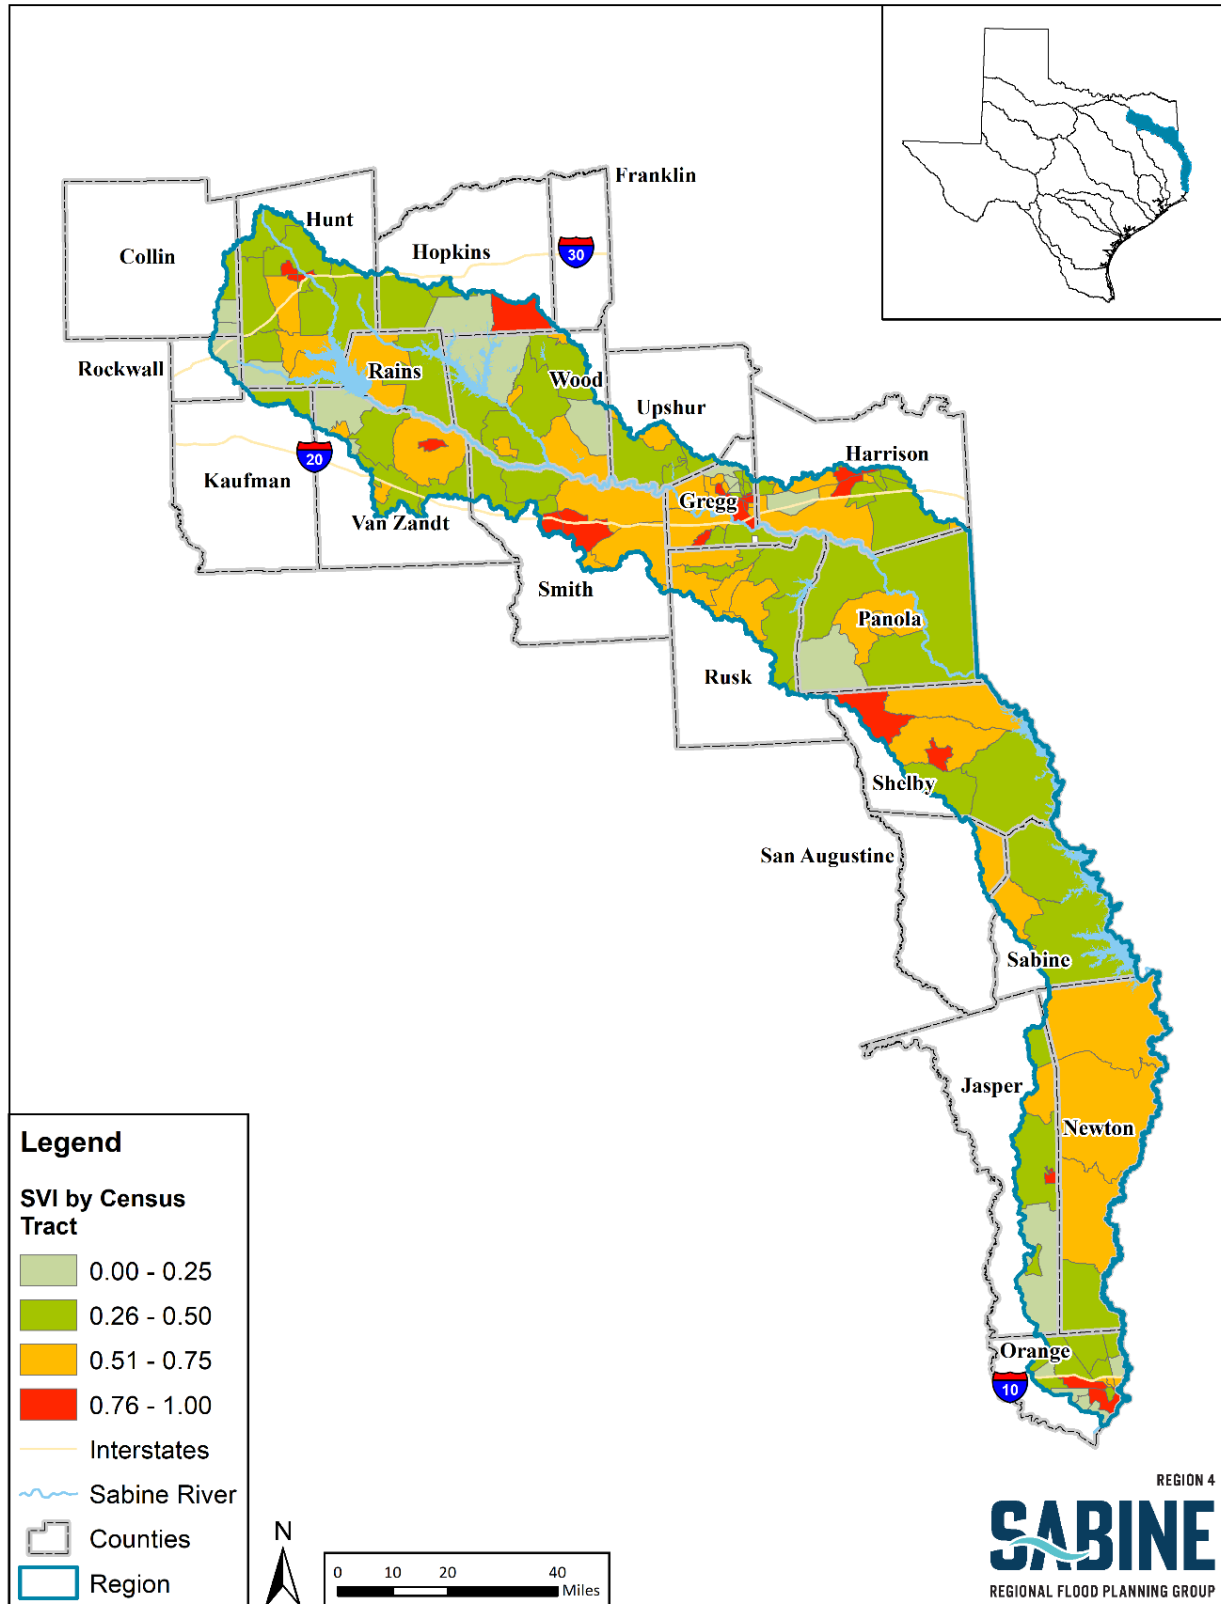 Franklin
Hunt
Collin
Hopkins
30
Rockwall
Rains
Wood
Upshur
Kaufman
20
Van Zandt
Harrison
Gregg
Smith
Panola
Rusk
Shelby
San Augustine
Sabine
Jasper
Newton
Orange
10
Legend
SVI by Census
Tract
0.00 - 0.25
0.26 - 0.50
0.51 - 0.75
0.76 - 1.00
Interstates
Sabine River
Counties
Region
N
0 10 20 40
Miles
REGION 4
SABINE
REGIONAL FLOOD PLANNING GROUP